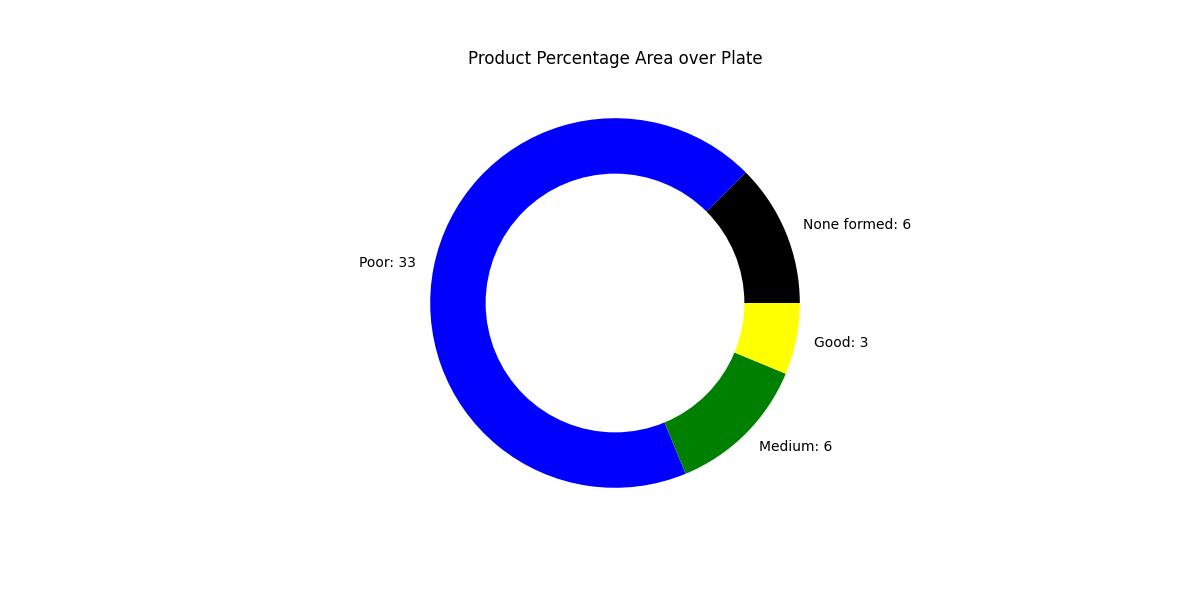 Product Percentage Area over Plate
None formed: 6
Poor: 33
Good: 3
Medium: 6